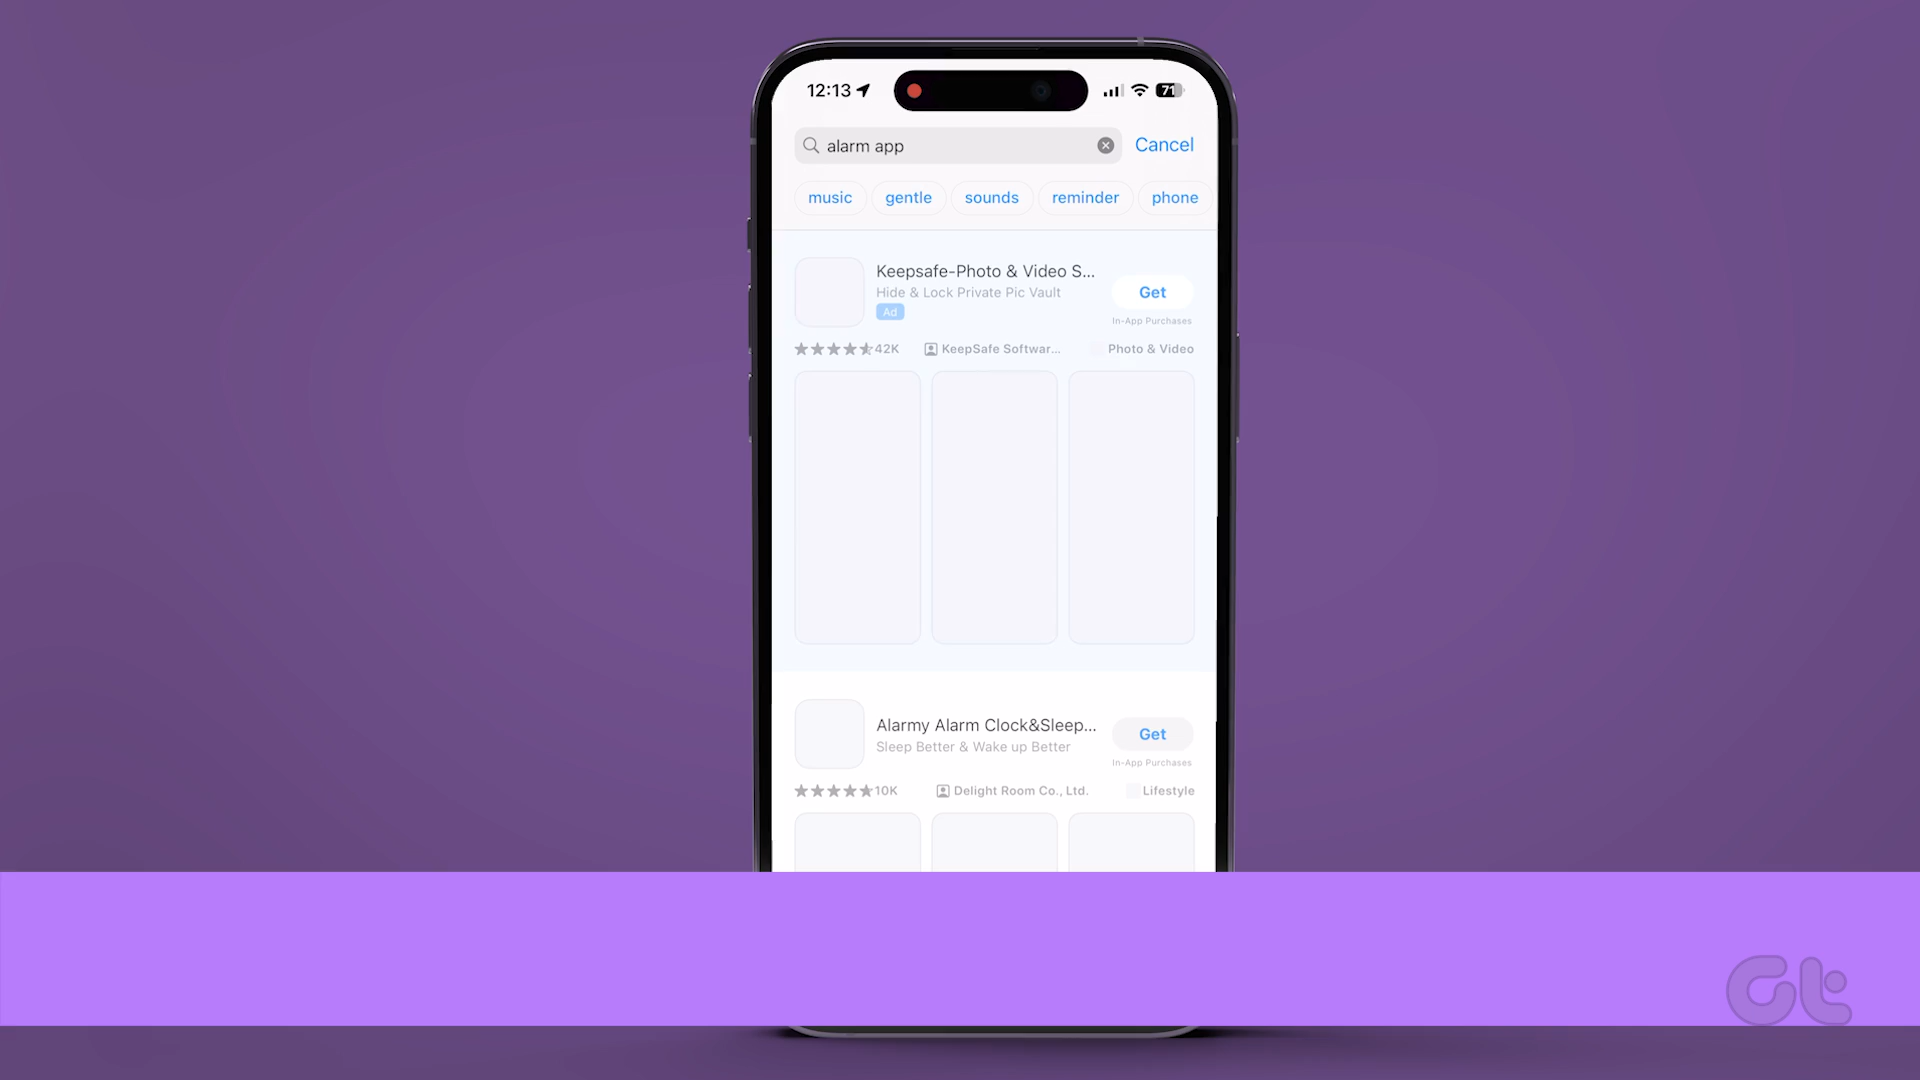 12:13
71
alarm app
Cancel
music
gentle
sounds
reminder
phone
Keepsafe-Photo & Video S...
Hide & Lock Private Pic Vault
Ad
Get
In-App Purchases
42K
KeepSafe Softwar...
Photo & Video
Alarmy Alarm Clock&Sleep...
Sleep Better & Wake up Better
Get
In-App Purchases
10K
Delight Room Co., Ltd.
Lifestyle
Gt